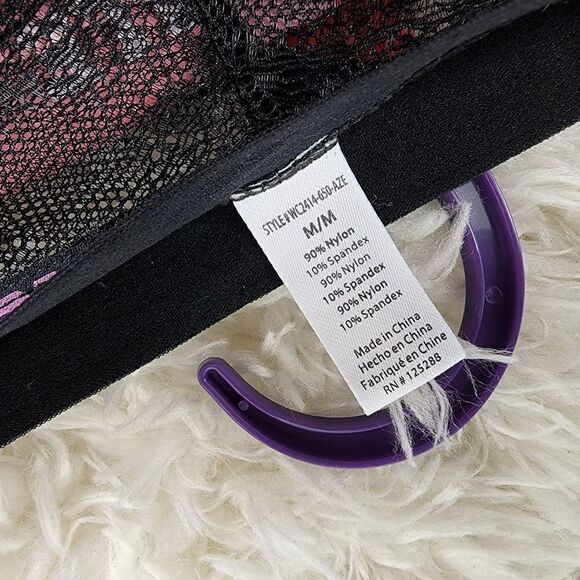 STYLE#WC2414-650-AZE
M/M
90% Nylon
10% Spandex
90% Nylon
10% Spandex
90% Nylon
10% Spandex
Made in China
Hecho en China
Fabriqué en Chine
RN# 125288